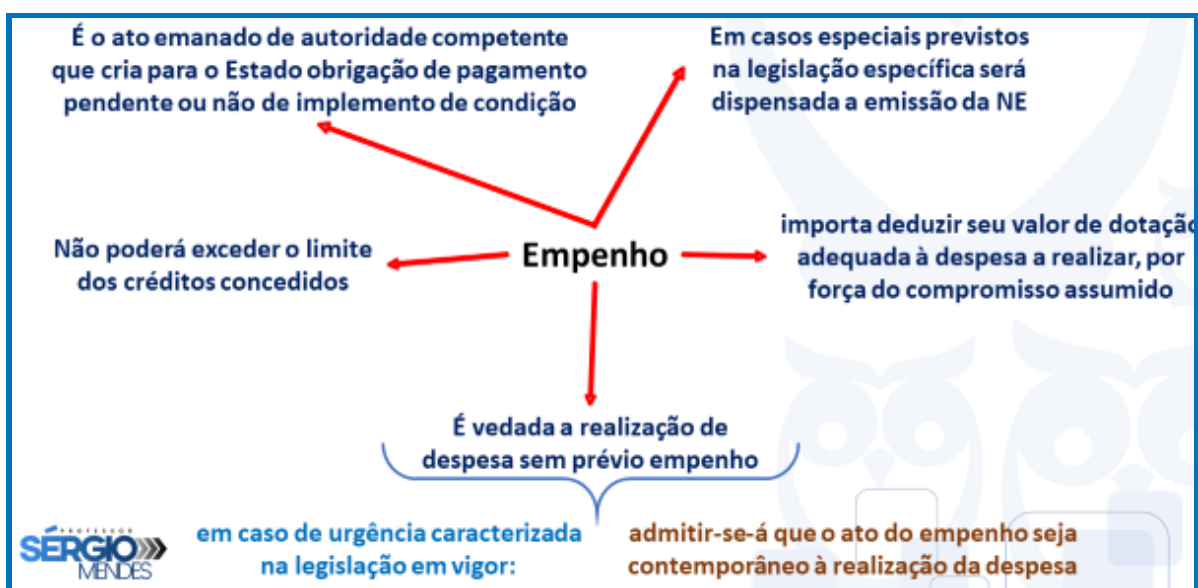 É o ato emanado de autoridade competente
que cria para o Estado obrigação de pagamento
pendente ou não de implemento de condição
Em casos especiais previstos
na legislação específica será
dispensada a emissão da NE
Não poderá exceder o limite
dos créditos concedidos
Empenho
importa deduzir seu valor de dotação
adequada à despesa a realizar, por
força do compromisso assumido
É vedada a realização de
despesa sem prévio empenho
em caso de urgência caracterizada
na legislação em vigor:
admitir-se-á que o ato do empenho seja
contemporâneo à realização da despesa
PROFESSOR
SÉRGIO
MENDES